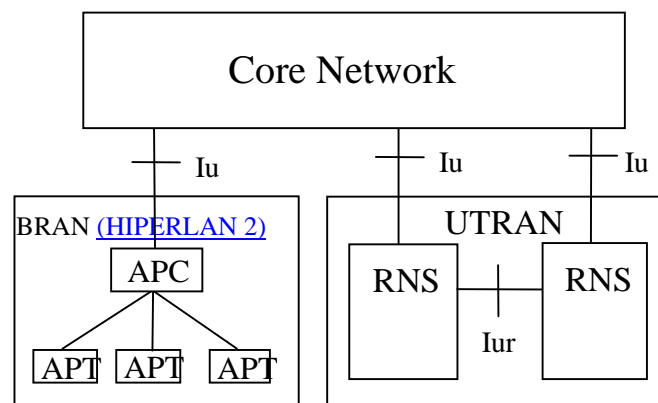 Core Network
Iu
Iu
Iu
BRAN (HIPERLAN 2)
UTRAN
APC
RNS
RNS
Iur
APT
APT
APT